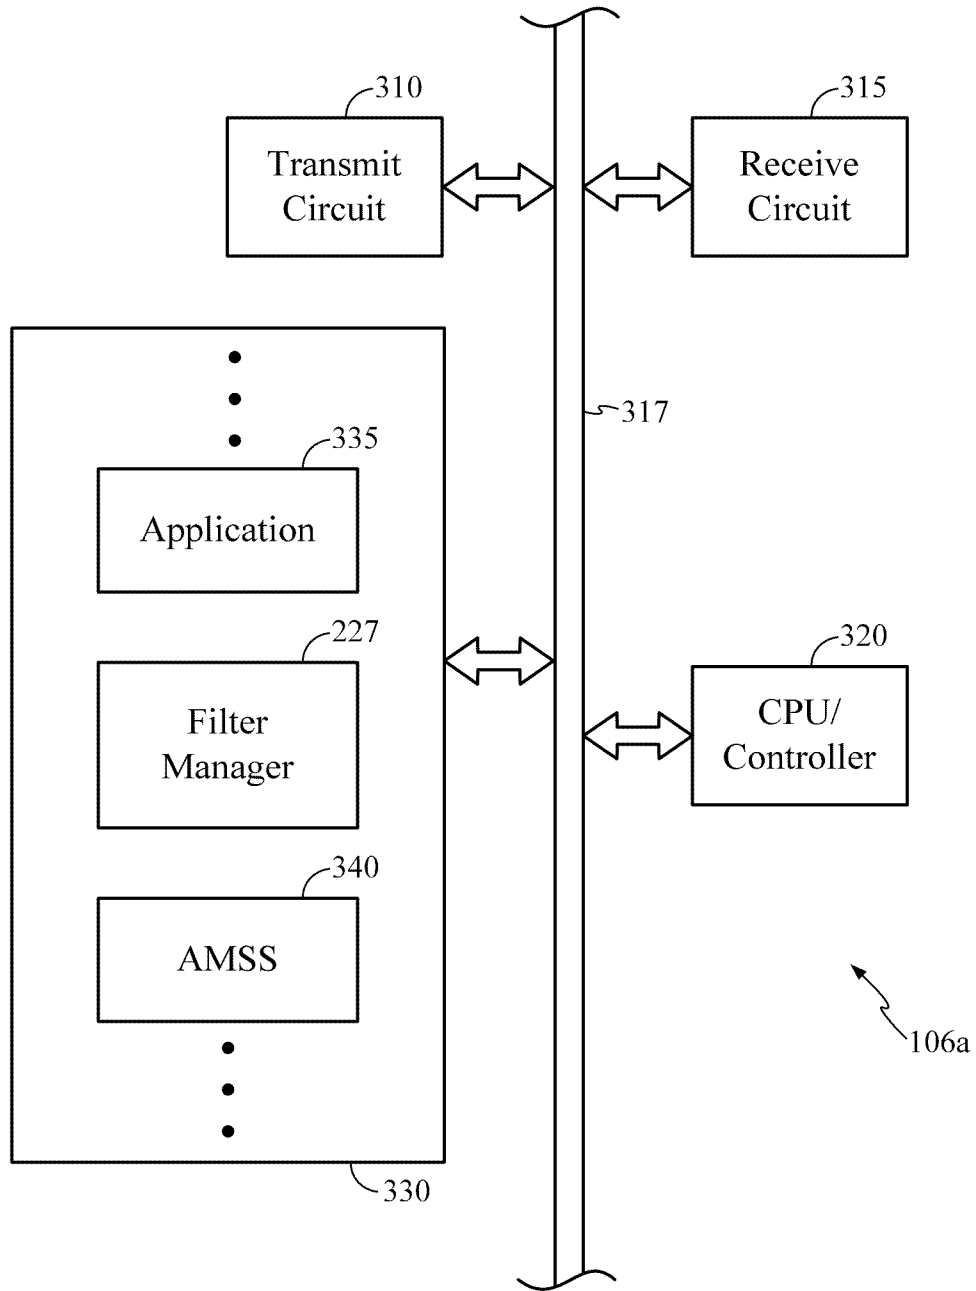 310
Transmit
Circuit
315
Receive
Circuit
317
335
Application
227
Filter
Manager
320
CPU/
Controller
340
AMSS
106a
330